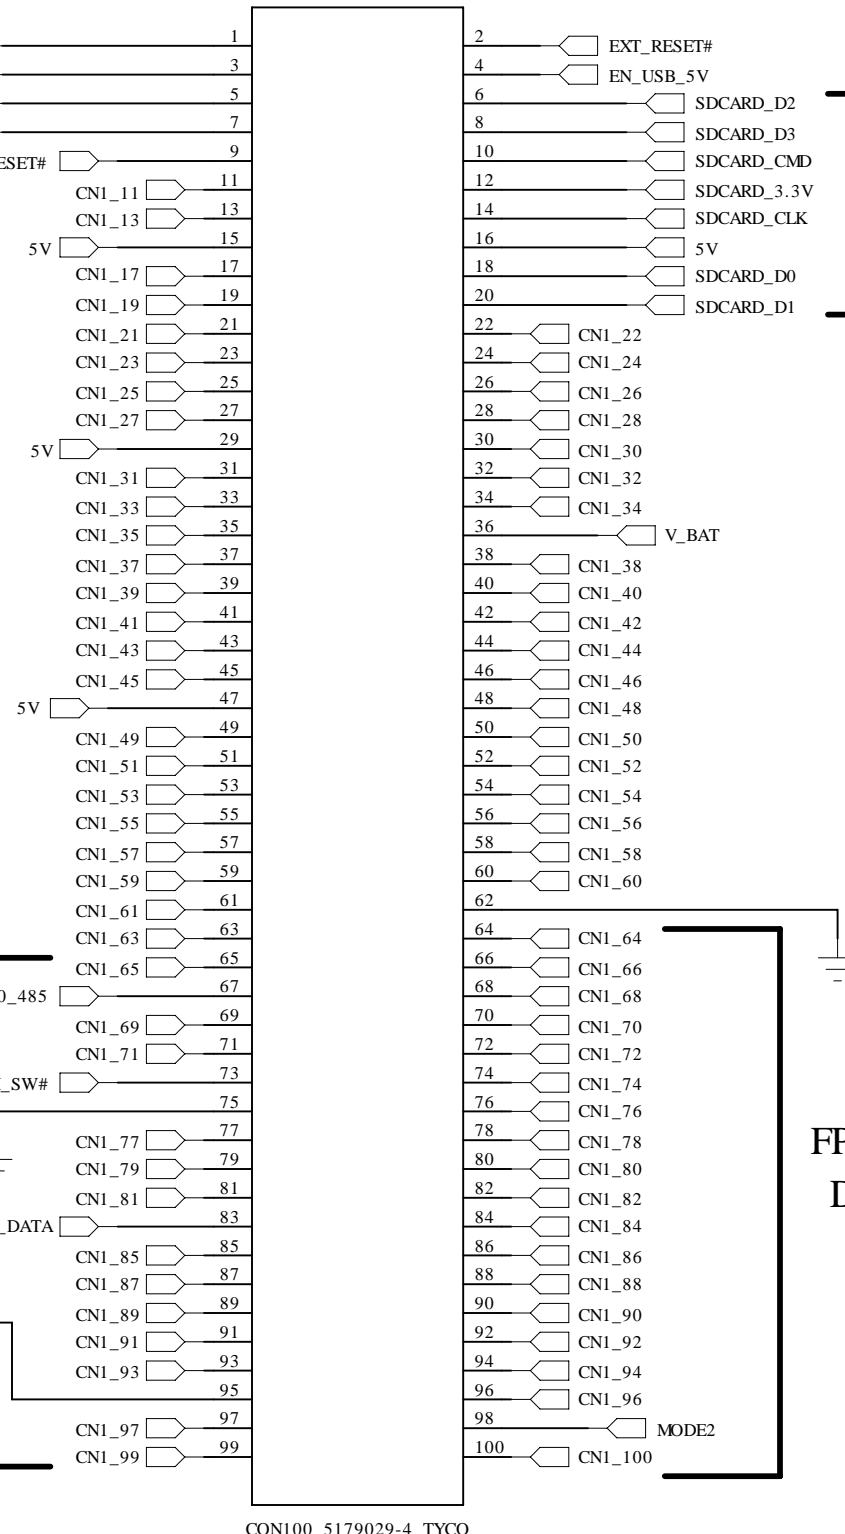 1 2 EXT_RESET#
3 4 EN_USB_5V
5 6 SDCARD_D2
7 8 SDCARD_D3
ESET# 9 10 SDCARD_CMD
CN1_11 11 12 SDCARD_3.3V
CN1_13 13 14 SDCARD_CLK
5V 15 16 5V
CN1_17 17 18 SDCARD_D0
CN1_19 19 20 SDCARD_D1
CN1_21 21 22 CN1_22
CN1_23 23 24 CN1_24
CN1_25 25 26 CN1_26
CN1_27 27 28 CN1_28
5V 29 30 CN1_30
CN1_31 31 32 CN1_32
CN1_33 33 34 CN1_34
CN1_35 35 36 V_BAT
CN1_37 37 38 CN1_38
CN1_39 39 40 CN1_40
CN1_41 41 42 CN1_42
CN1_43 43 44 CN1_44
CN1_45 45 46 CN1_46
5V 47 48 CN1_48
CN1_49 49 50 CN1_50
CN1_51 51 52 CN1_52
CN1_53 53 54 CN1_54
CN1_55 55 56 CN1_56
CN1_57 57 58 CN1_58
CN1_59 59 60 CN1_60
CN1_61 61 62
CN1_63 63 64 CN1_64
CN1_65 65 66 CN1_66
0_485 67 68 CN1_68
CN1_69 69 70 CN1_70
CN1_71 71 72 CN1_72
_SW# 73 74 CN1_74
75 76 CN1_76
CN1_77 77 78 CN1_78 FP
CN1_79 79 80 CN1_80
CN1_81 81 82 CN1_82 D
_DATA 83 84 CN1_84
CN1_85 85 86 CN1_86
CN1_87 87 88 CN1_88
CN1_89 89 90 CN1_90
CN1_91 91 92 CN1_92
CN1_93 93 94 CN1_94
95 96 CN1_96
CN1_97 97 98 MODE2
CN1_99 99 100 CN1_100
CON100_5179029-4_TYCO